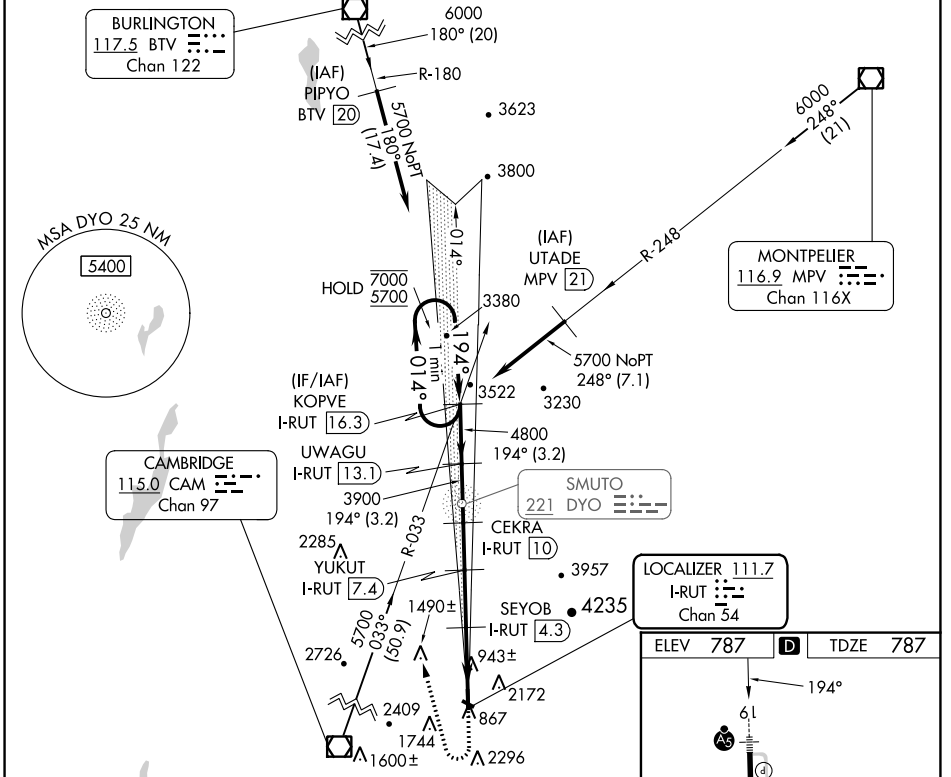 BURLINGTON
117.5 BTV
Chan 122
6000
180° (20)
R-180
(IAF)
PIPYO
BTV 20
5700 NoPT
180°
(17.4)
3623
3800
6000
248°
(21)
R-248
MSA DYO 25 NM
5400
014°
(IAF)
UTADE
MPV 21
MONTPELIER
116.9 MPV
Chan 116X
HOLD 7000
5700
3380
194°
1 min
014°
5700 NoPT
248° (7.1)
(IF/IAF)
KOPVE
I-RUT 16.3
3522
3230
4800
194° (3.2)
UWAGU
I-RUT 13.1
CAMBRIDGE
115.0 CAM
Chan 97
3900
194° (3.2)
SMUTO
221 DYO
R-033
CEKRA
I-RUT 10
2285
YUKUT
I-RUT 7.4
3957
LOCALIZER 111.7
I-RUT
Chan 54
1490±
SEYOB
I-RUT 4.3
4235
5700
033°
(50.9)
2726
943±
2172
ELEV 787 D TDZE 787
194°
2409
1744
867
19
A5
1600±
2296
P